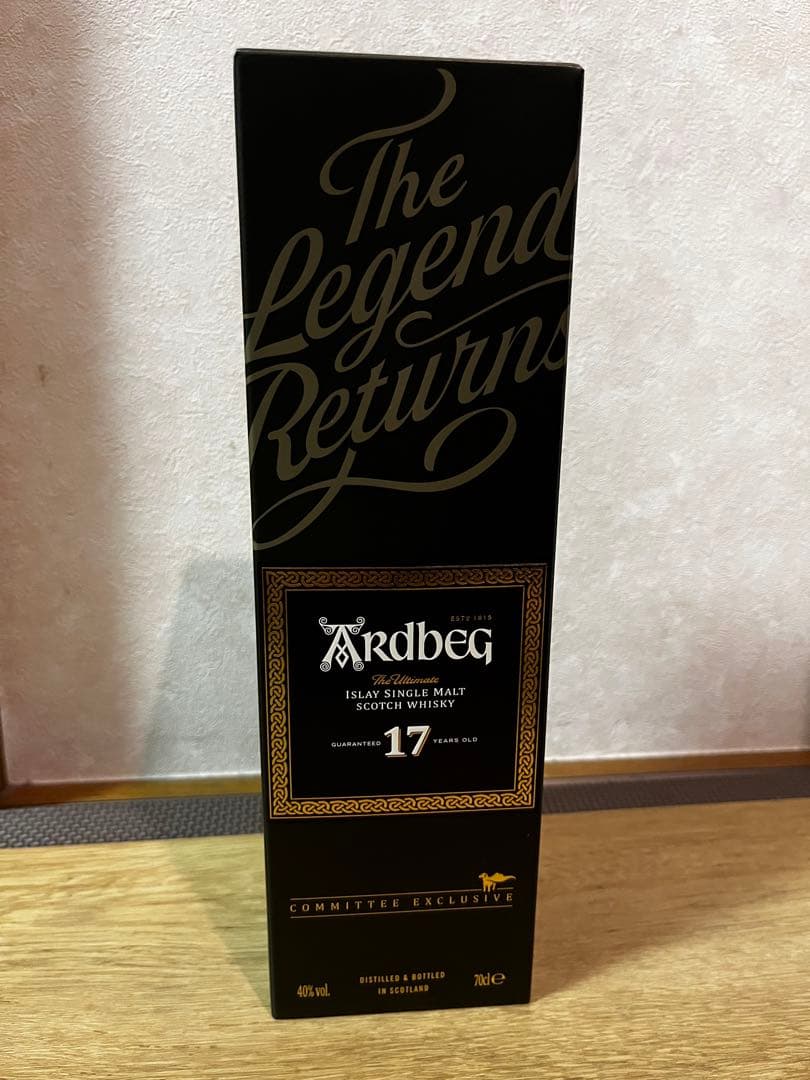 The
Legend
Returns
ESTD 1815
ARdbEG
The Ultimate
ISLAY SINGLE MALT
SCOTCH WHISKY
GUARANTEED 17 YEARS OLD
COMMITTEE EXCLUSIVE
40% vol.
DISTILLED & BOTTLED
IN SCOTLAND
70cl ℮